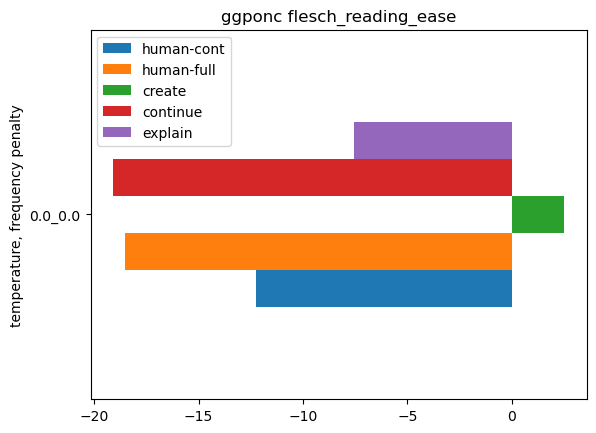 ggponc flesch_reading_ease
human-cont
human-full
create
continue
explain
temperature, frequency penalty
0.0_0.0
−20 −15 −10 −5 0